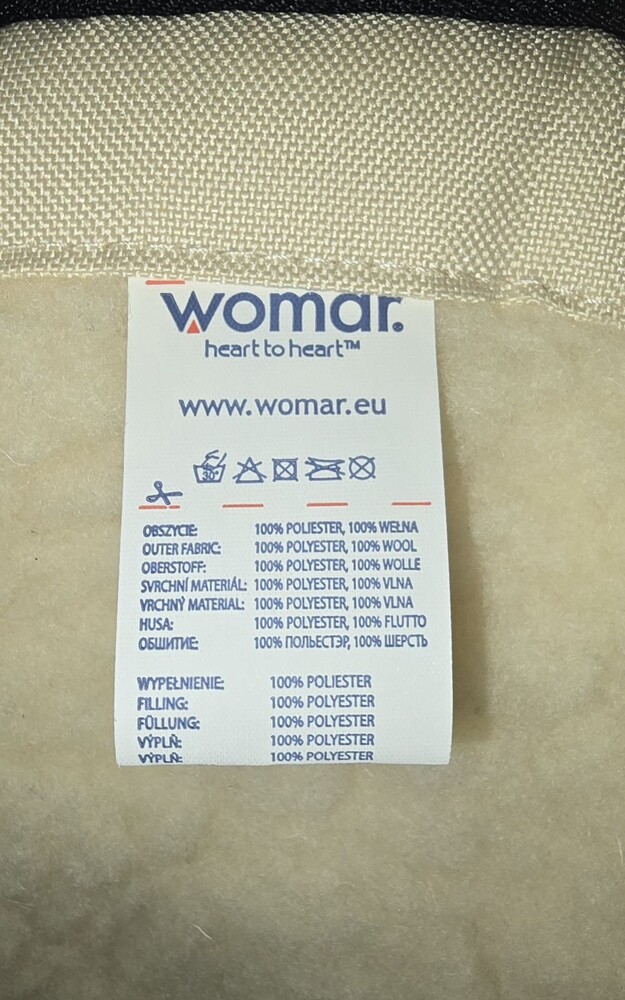 womar.
heart to heart™
www.womar.eu
30°
OBSZYCIE: 100% POLIESTER, 100% WEŁNA
OUTER FABRIC: 100% POLYESTER, 100% WOOL
OBERSTOFF: 100% POLYESTER, 100% WOLLE
SVRCHNÍ MATERIÁL: 100% POLYESTER, 100% VLNA
VRCHNÝ MATERIAL: 100% POLYESTER, 100% VLNA
HUSA: 100% POLYESTER, 100% FLUTTO
ОБШИТИЕ: 100% ПОЛЬЕСТЭР, 100% ШЕРСТЬ
WYPEŁNIENIE: 100% POLIESTER
FILLING: 100% POLYESTER
FÜLLUNG: 100% POLYESTER
VÝPLŇ: 100% POLYESTER
VÝPLŇ: 100% POLYESTER